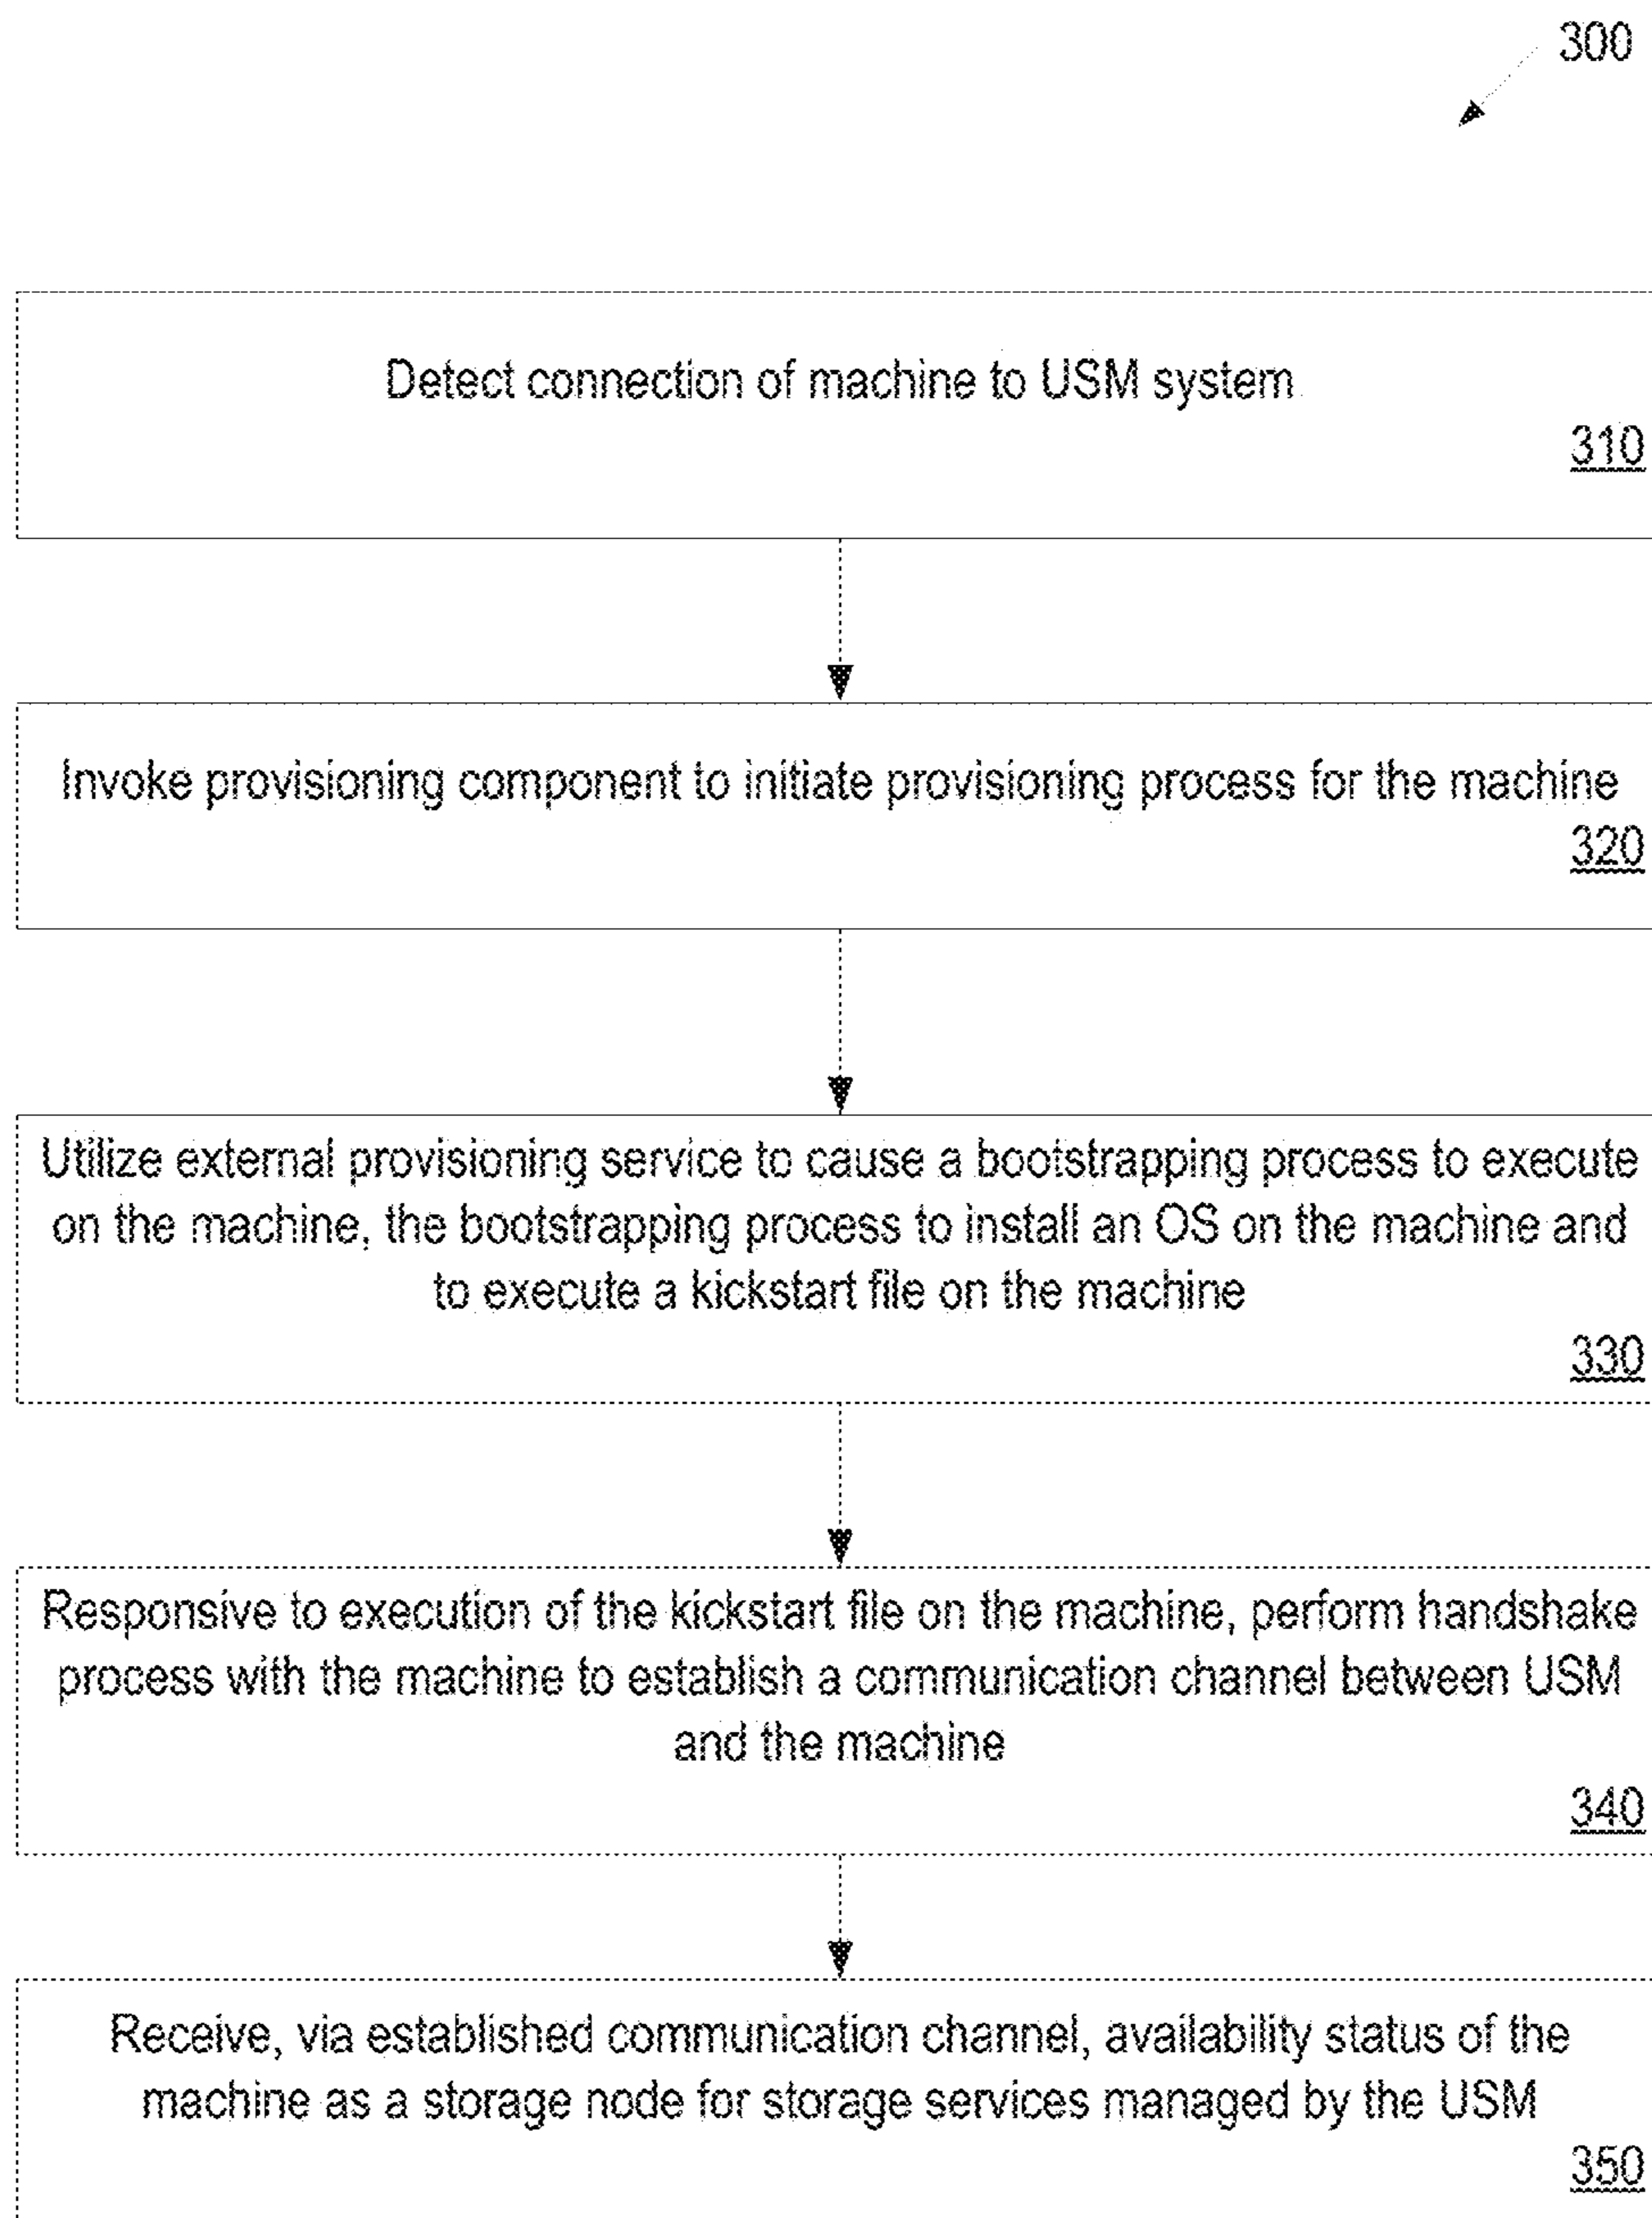 300
Detect connection of machine to USM system
310
Invoke provisioning component to initiate provisioning process for the machine
320
Utilize external provisioning service to cause a bootstrapping process to execute
on the machine, the bootstrapping process to install an OS on the machine and
to execute a kickstart file on the machine
330
Responsive to execution of the kickstart file on the machine, perform handshake
process with the machine to establish a communication channel between USM
and the machine
340
Receive, via established communication channel, availability status of the
machine as a storage node for storage services managed by the USM
350